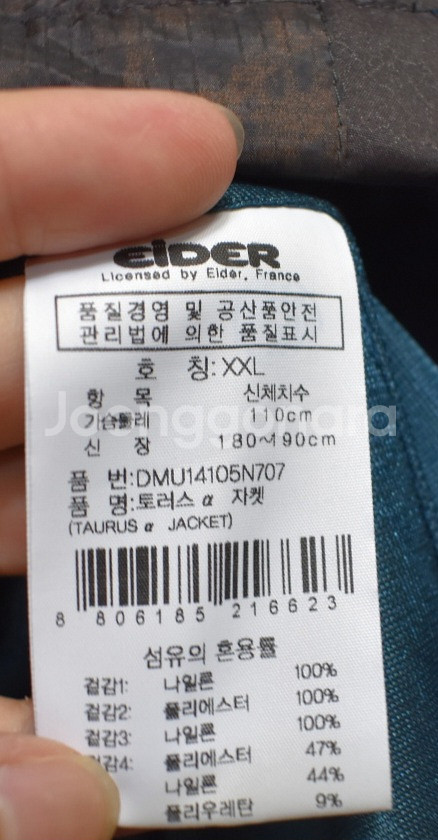 EIDER
Licensed by Eider, France
품질경영 및 공산품안전
관리법에 의한 품질표시
호 칭:XXL
항 목 신체치수
가슴둘레 110cm
신 장 180~190cm
Joonggonara
품 번:DMU14105N707
품 명:토러스 α 자켓
(TAURUS α JACKET)
8 806185 216623
섬유의 혼용률
겉감1: 나일론 100%
겉감2: 폴리에스터 100%
겉감3: 나일론 100%
감4: 폴리에스터 47%
나일론 44%
폴리우레탄 9%